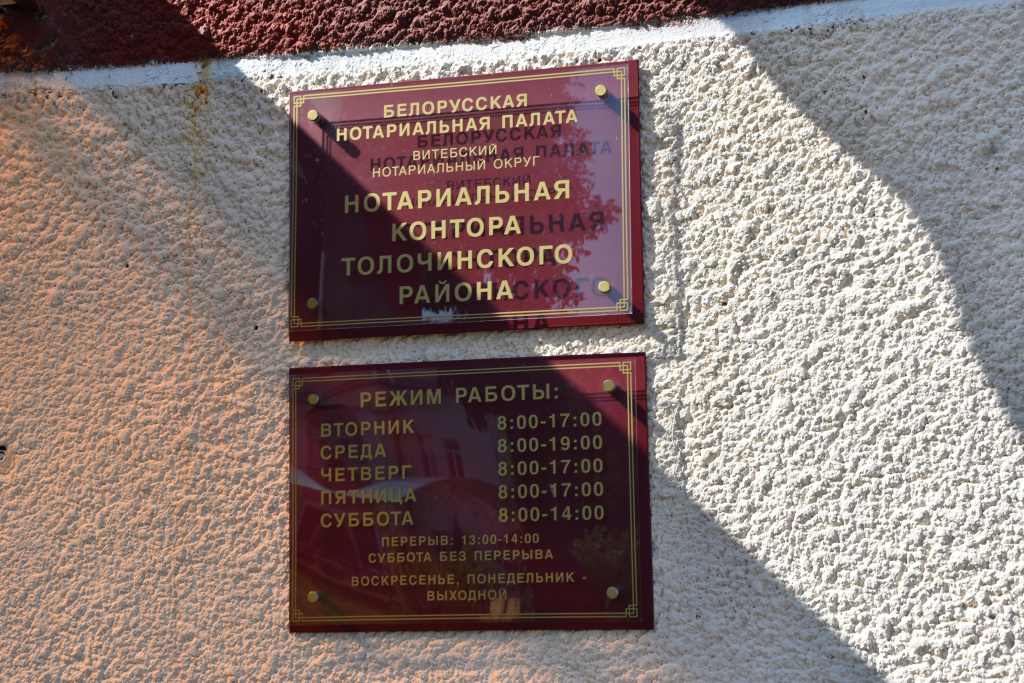 БЕЛОРУССКАЯ
НОТАРИАЛЬНАЯ ПАЛАТА
ВИТЕБСКИЙ
НОТАРИАЛЬНЫЙ ОКРУГ
НОТАРИАЛЬНАЯ
КОНТОРА
ТОЛОЧИНСКОГО
РАЙОНА
РЕЖИМ РАБОТЫ:
ВТОРНИК 8:00-17:00
СРЕДА 8:00-19:00
ЧЕТВЕРГ 8:00-17:00
ПЯТНИЦА 8:00-17:00
СУББОТА 8:00-14:00
ПЕРЕРЫВ: 13:00-14:00
СУББОТА БЕЗ ПЕРЕРЫВА
ВОСКРЕСЕНЬЕ, ПОНЕДЕЛЬНИК -
ВЫХОДНОЙ